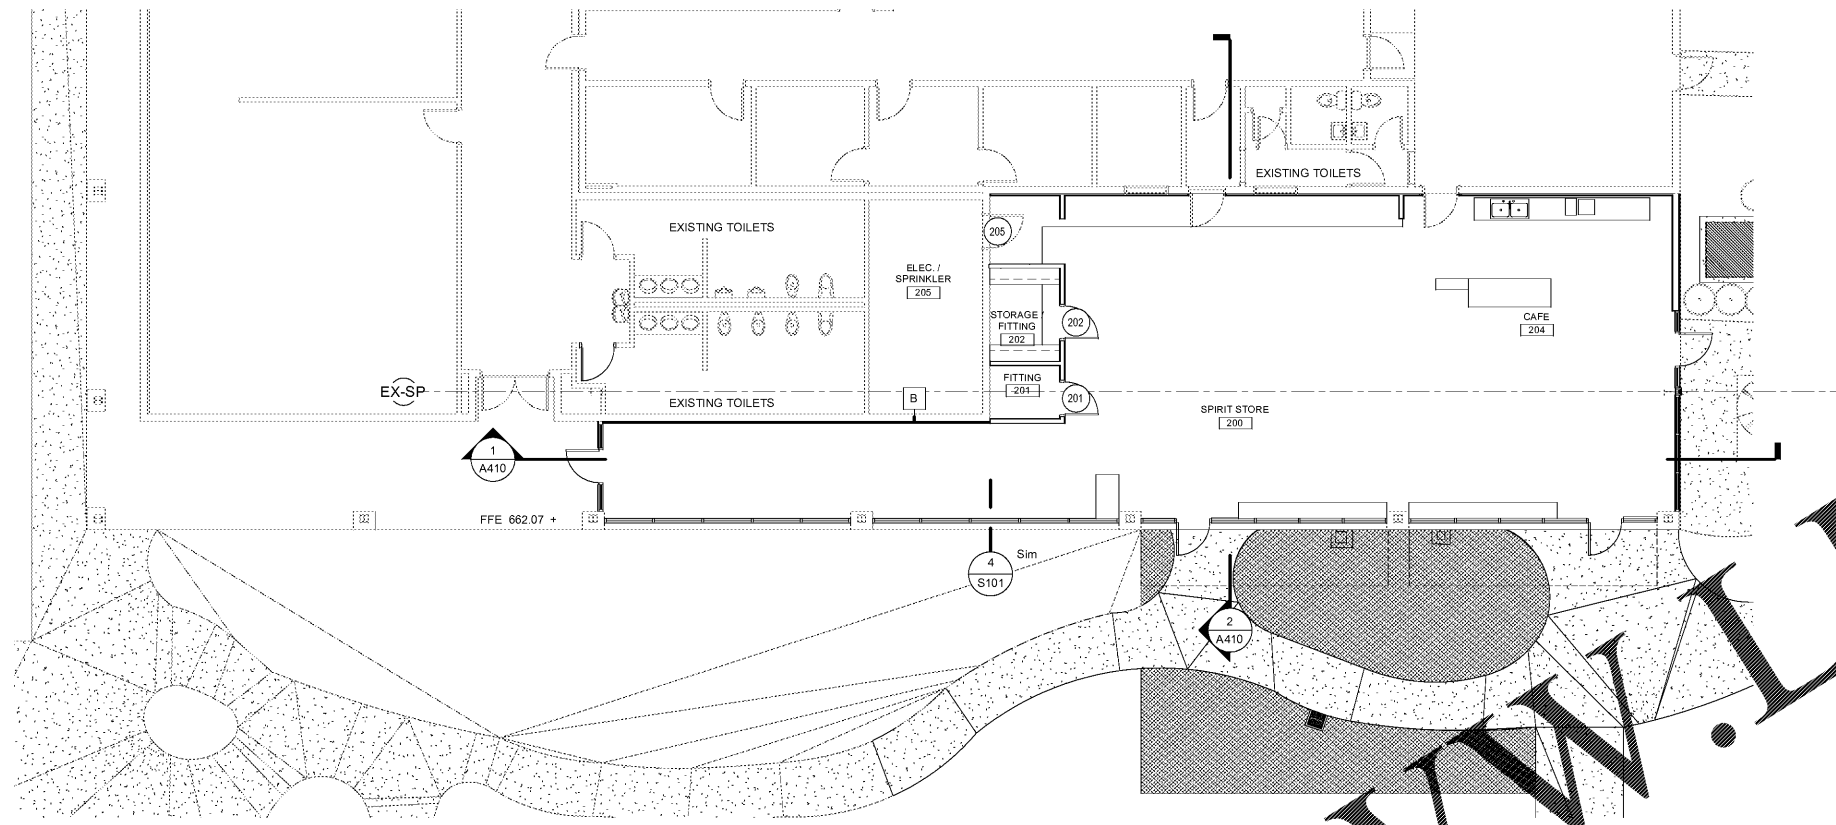 EXISTING TOILETS
EXISTING TOILETS
205
ELEC. /
SPRINKLER
205
STORAGE /
FITTING
202
202
CAFE
204
FITTING
201
201
EX-SP
B
EXISTING TOILETS
SPIRIT STORE
200
1
A410
FFE 662.07 +
Sim
4
S101
2
A410